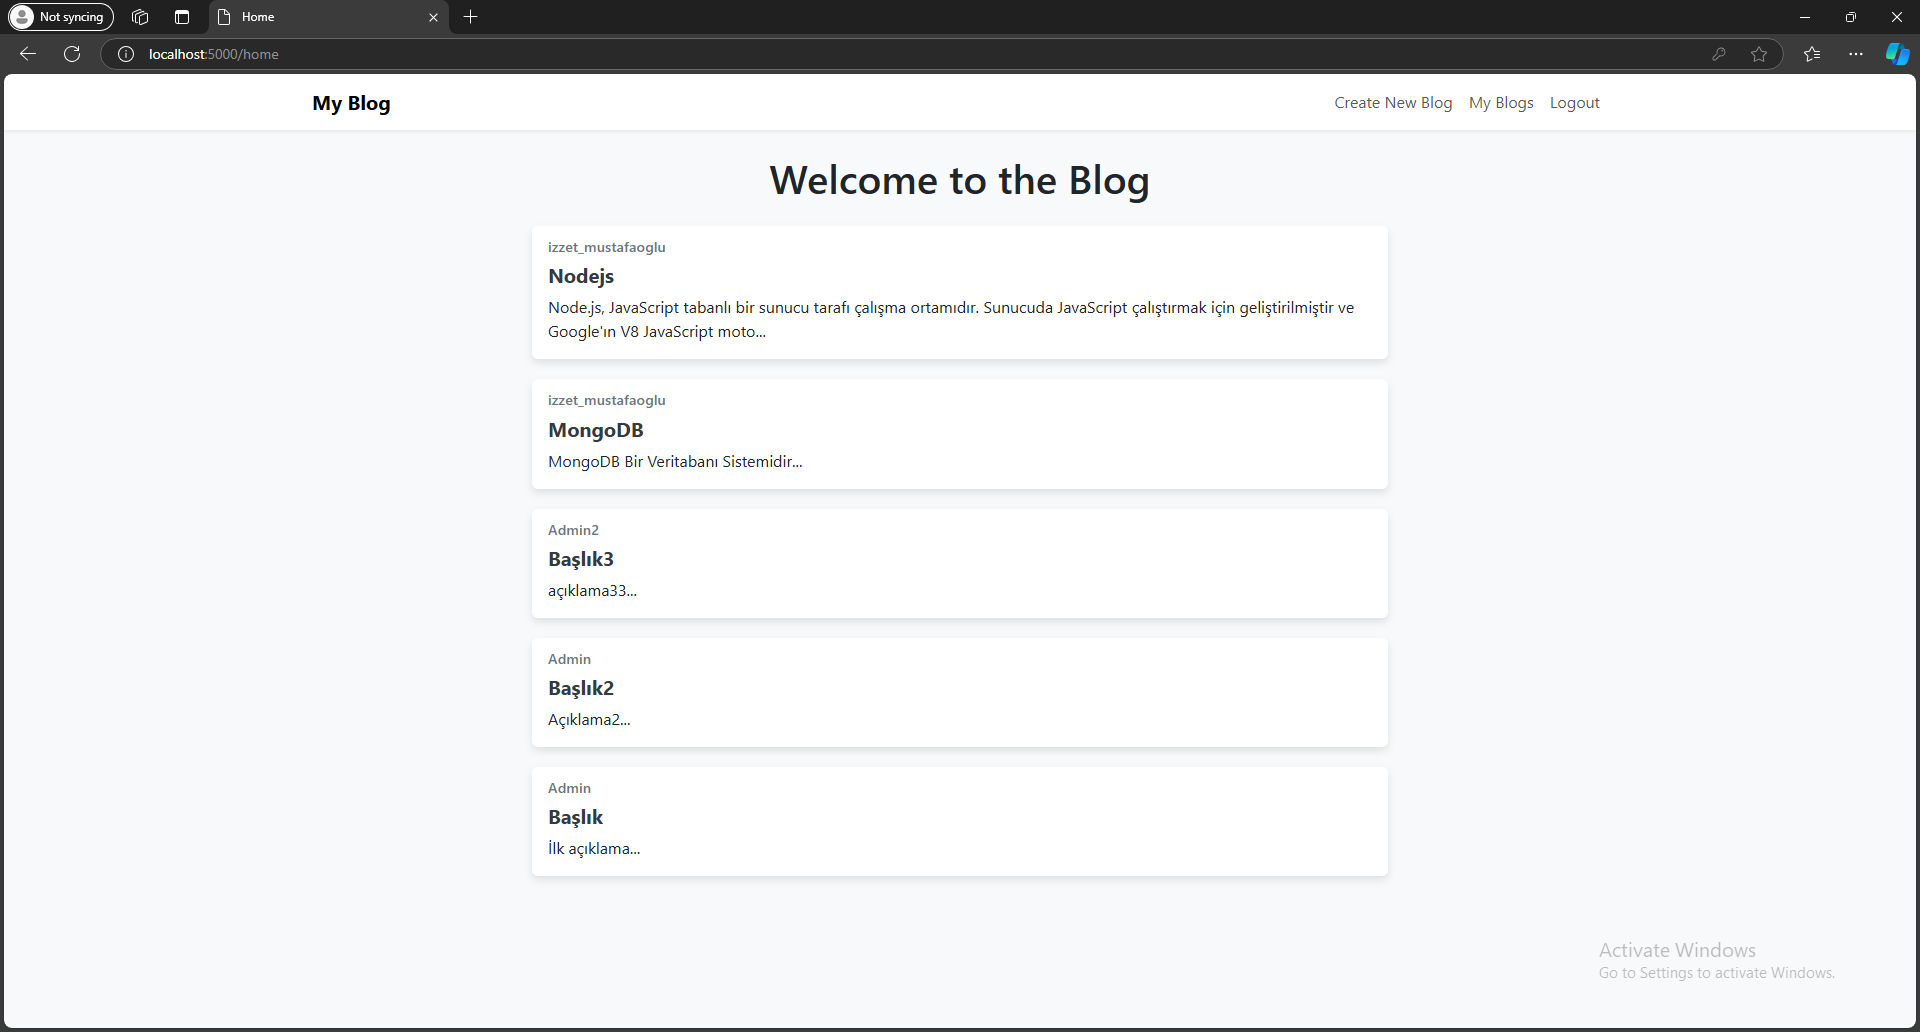 Not syncing
Home
localhost:5000/home
My Blog
Create New Blog My Blogs Logout
Welcome to the Blog
izzet_mustafaoglu
Nodejs
Node.js, JavaScript tabanlı bir sunucu tarafı çalışma ortamıdır. Sunucuda JavaScript çalıştırmak için geliştirilmiştir ve
Google'ın V8 JavaScript moto...
izzet_mustafaoglu
MongoDB
MongoDB Bir Veritabanı Sistemidir...
Admin2
Başlık3
açıklama33...
Admin
Başlık2
Açıklama2...
Admin
Başlık
İlk açıklama...
Activate Windows
Go to Settings to activate Windows.